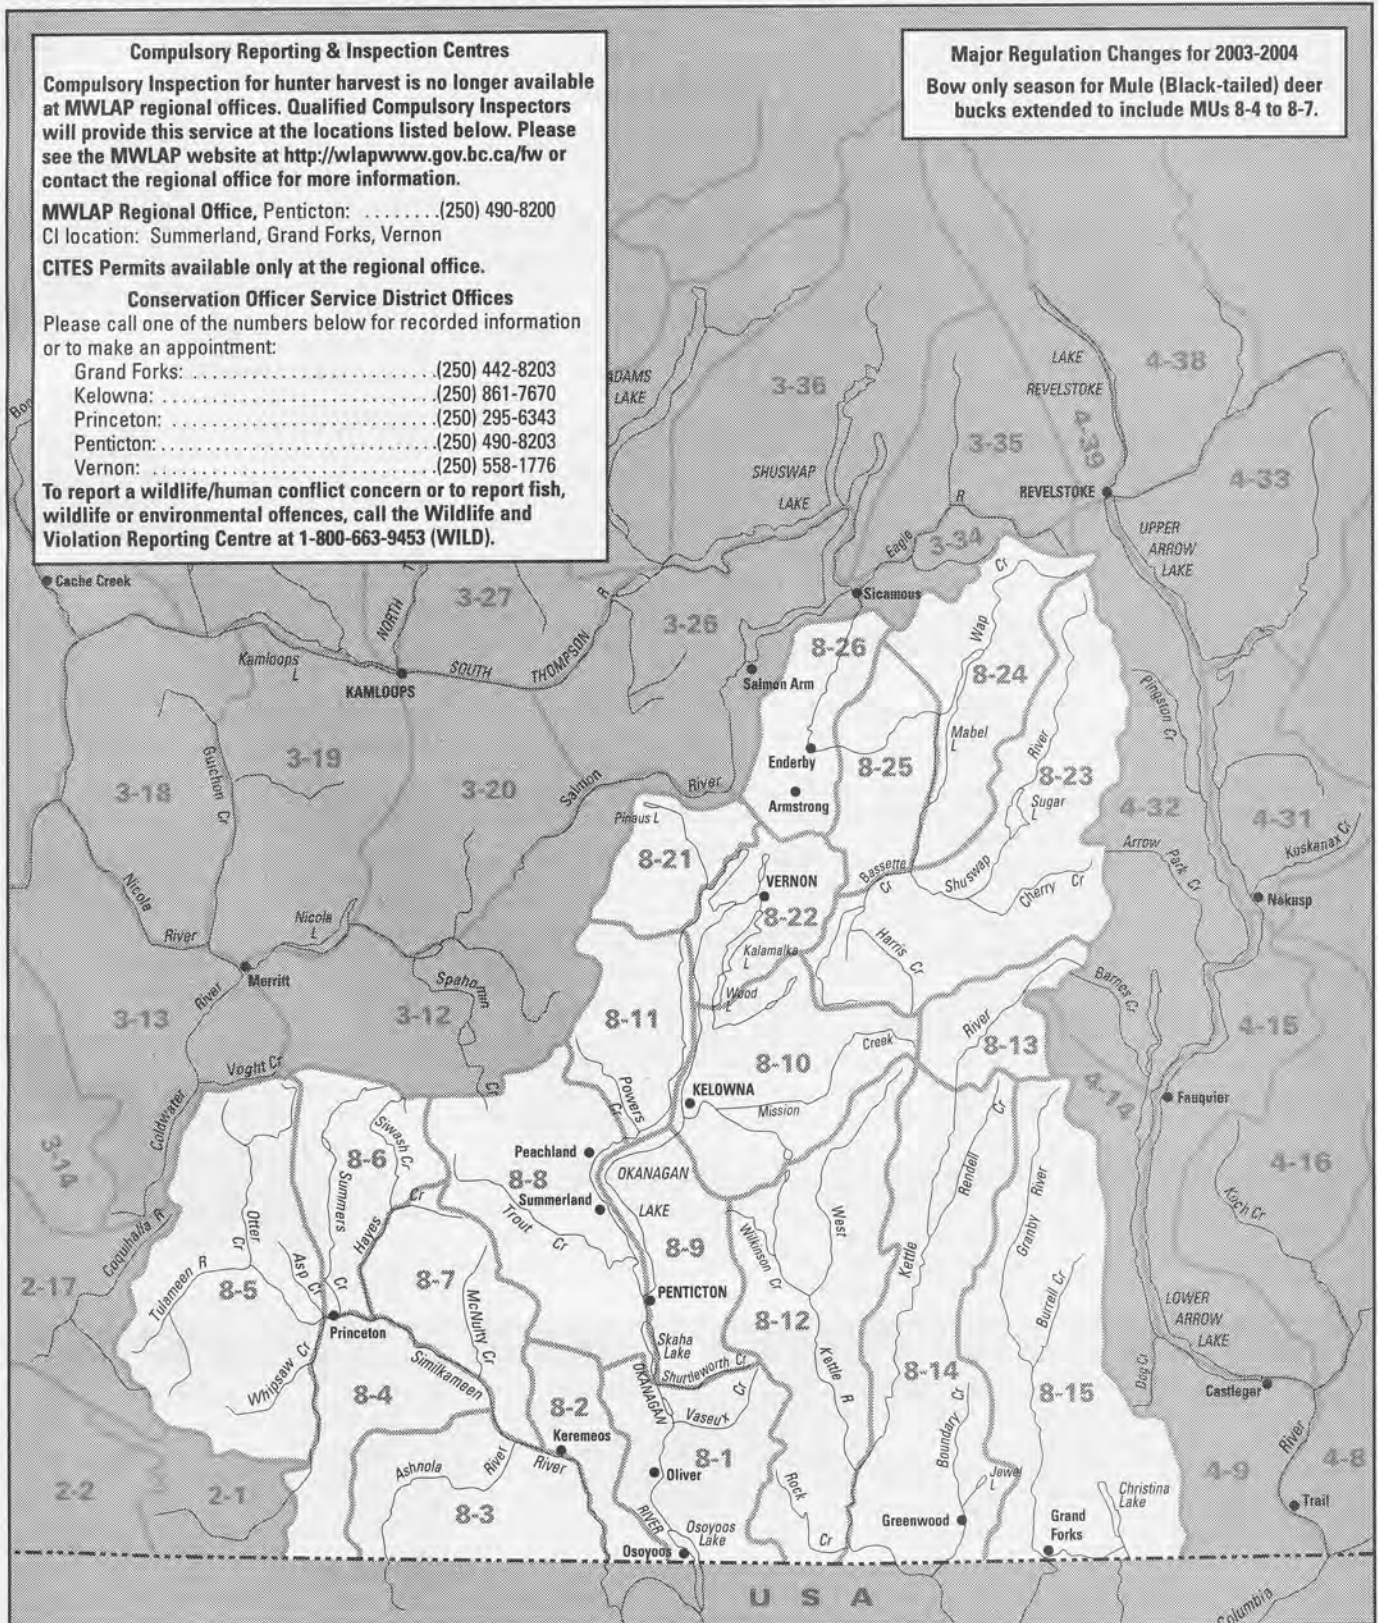 Compulsory Reporting & Inspection Centres
Compulsory Inspection for hunter harvest is no longer available
at MWLAP regional offices. Qualified Compulsory Inspectors
will provide this service at the locations listed below. Please
see the MWLAP website at http://wlapwww.gov.bc.ca/fw or
contact the regional office for more information.
MWLAP Regional Office, Penticton: ........(250) 490-8200
CI location: Summerland, Grand Forks, Vernon
CITES Permits available only at the regional office.
Conservation Officer Service District Offices
Please call one of the numbers below for recorded information
or to make an appointment:
Grand Forks: .........................(250) 442-8203
Kelowna: ...........................(250) 861-7670
Princeton: ..........................(250) 295-6343
Penticton: ...........................(250) 490-8203
Vernon: ............................(250) 558-1776
To report a wildlife/human conflict concern or to report fish,
wildlife or environmental offences, call the Wildlife and
Violation Reporting Centre at 1-800-663-9453 (WILD).
Major Regulation Changes for 2003-2004
Bow only season for Mule (Black-tailed) deer
bucks extended to include MUs 8-4 to 8-7.
ADAMS
LAKE
3-36
LAKE
REVELSTOKE
4-38
4-39
3-35
SHUSWAP
LAKE
R
REVELSTOKE
4-33
Eagle
3-34
UPPER
ARROW
LAKE
Cache Creek
3-27
NORTH T
R
3-26
Sicamous
Cr
Wap
8-26
8-24
Kamloops
L
KAMLOOPS
SOUTH
THOMPSON
Salmon Arm
Pingston Cr
Guichon Cr
3-18
3-19
3-20
Salmon
River
Enderby
Armstrong
8-25
Mabel
L
River
8-23
Sugar
L
4-32
4-31
Kuskanax Cr
Arrow
Park Cr
Pinaus L
8-21
VERNON
8-22
Bassette
Cr
Shuswap
Cherry Cr
Nakusp
Nicola
River
Nicola
L
Merritt
Kalamalka
L
Harris Cr
Wood
L
Barnes Cr
Spahomin
Cr
3-13
River
3-12
8-11
8-10
Creek
River
8-13
4-15
4-14
Voght Cr
Coldwater
Powers
Cr
KELOWNA
Mission
Fauquier
3-14
Siwash Cr
8-6
Summers
Cr
Peachland
8-8
Summerland
OKANAGAN
LAKE
Rendell
Cr
Granby
River
4-16
Koch Cr
Coquihalla R
2-17
Otter
Cr
Hayes
Cr
Trout
Cr
Wilkinson Cr
West
Kettle
Tulameen R
8-5
Asp Cr
8-7
McNulty Cr
8-9
PENTICTON
8-12
Burrell Cr
Princeton
Similkameen
Skaha
Lake
Shuttleworth Cr
Kettle R
LOWER
ARROW
LAKE
Dog Cr
Whipsaw Cr
8-4
8-2
OKANAGAN
RIVER
Vaseux
Cr
8-14
8-15
Castlegar
Keremeos
River
Ashnola
River
8-1
Oliver
Boundary Cr
River
2-2
2-1
8-3
Rock
Cr
Jewel
L
Christina
Lake
4-9
4-8
Trail
Osoyoos
Lake
Osoyoos
Greenwood
Grand
Forks
USA
Columbia